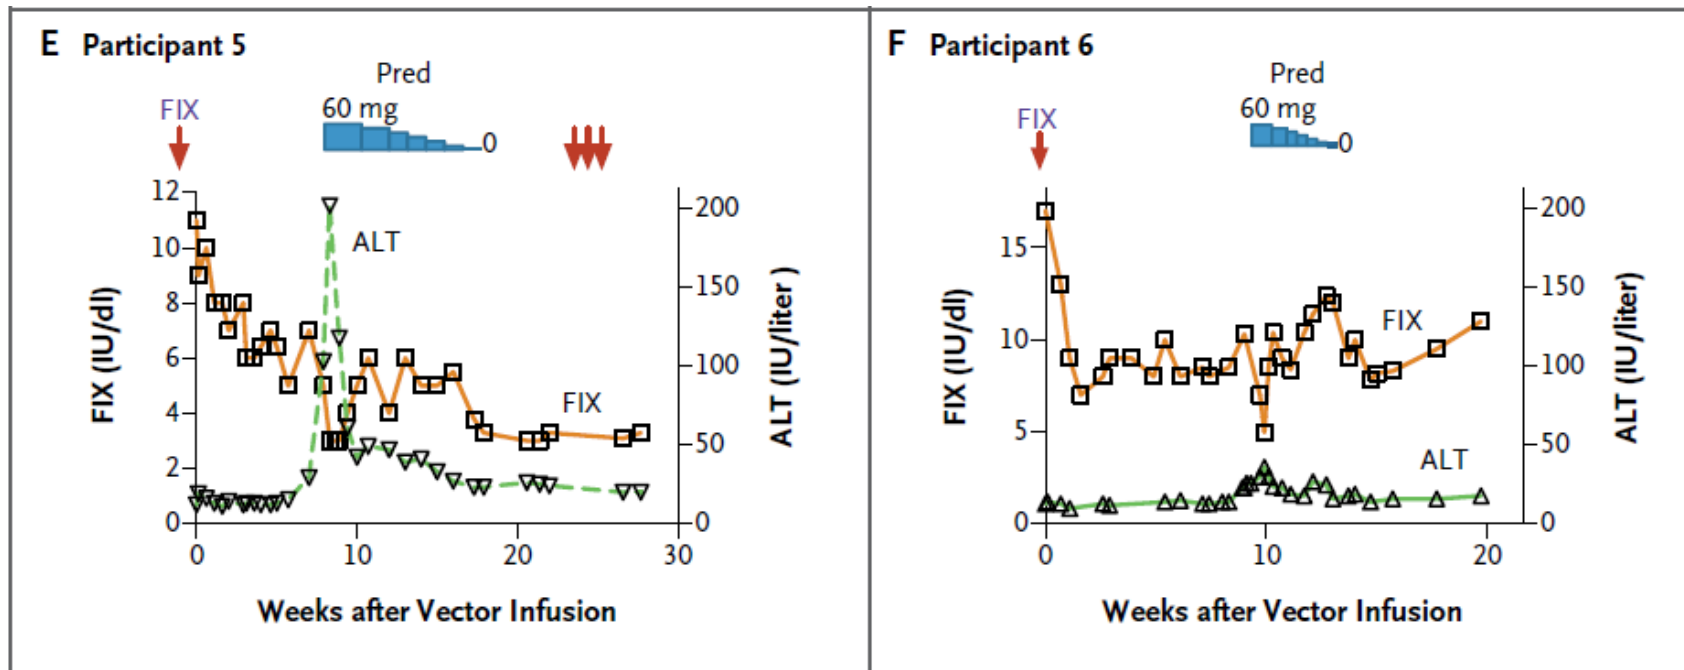 E Participant 5
Pred
60 mg
FIX
0
12
10
8
6
4
2
0
200
150
100
50
0
ALT
FIX
FIX (IU/dl)
ALT (IU/liter )
0 10 20 30
Weeks after Vector Infusion
F Participant 6
Pred
60 mg
FIX
0
15
10
5
0
200
150
100
50
0
FIX
ALT
FIX (IU/dl)
ALT (IU/liter )
0 10 20
Weeks after Vector Infusion